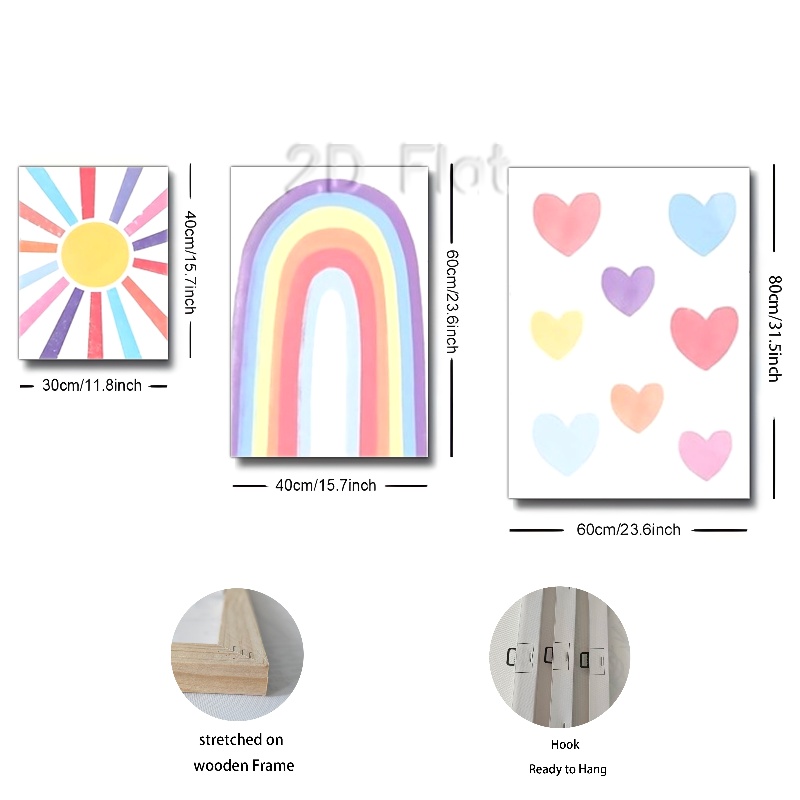 2D Flat
40cm/15.7inch
60cm/23.6inch
80cm/31.5inch
30cm/11.8inch
40cm/15.7inch
60cm/23.6inch
stretched on
wooden Frame
Hook
Ready to Hang